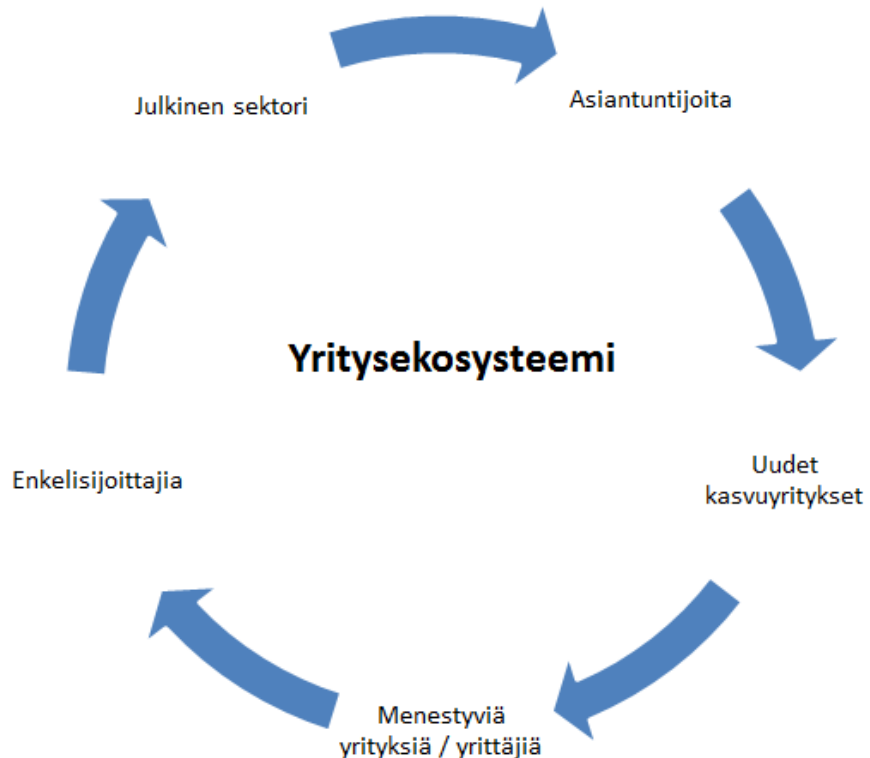 Julkinen sektori
Asiantuntijoita
Yritysekosysteemi
Enkelisijoittajia
Uudet
kasvuyritykset
Menestyviä
yrityksiä / yrittäjiä